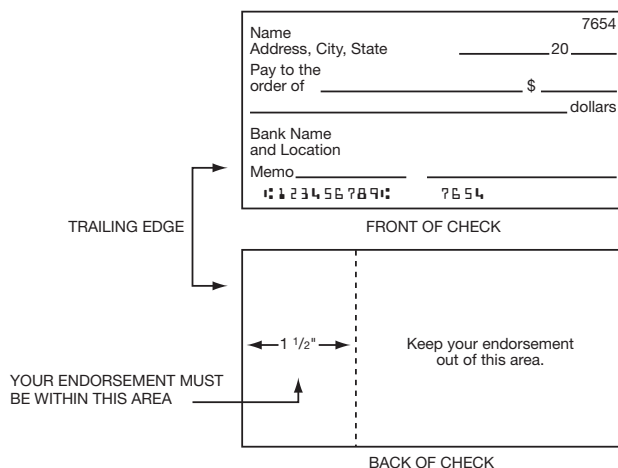 7654
Name
Address, City, State 20
Pay to the
order of $
dollars
Bank Name
and Location
Memo
⑆123456789⑆ 7654
TRAILING EDGE
FRONT OF CHECK
1 1/2"
Keep your endorsement
out of this area.
YOUR ENDORSEMENT MUST
BE WITHIN THIS AREA
BACK OF CHECK